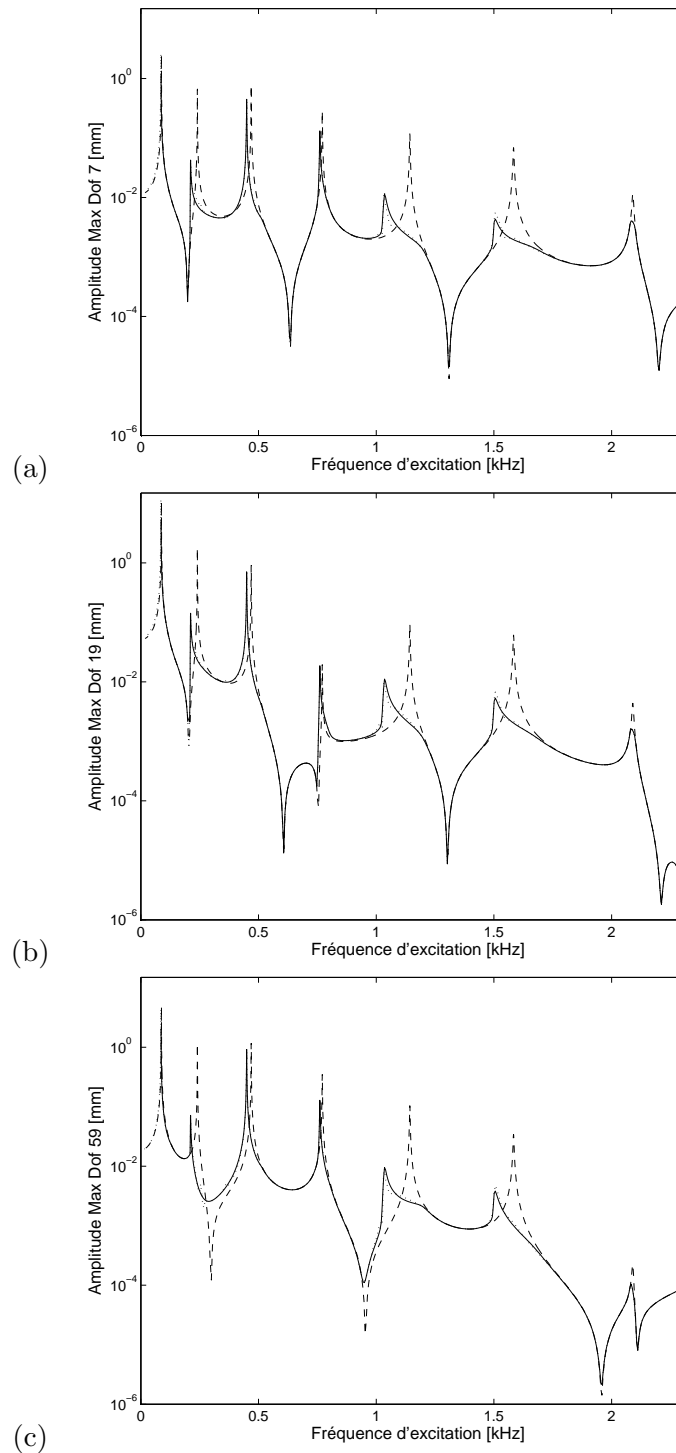 10^0
10^-2
10^-4
10^-6
Amplitude Max Dof 7 [mm]
0 0.5 1 1.5 2
Fréquence d'excitation [kHz]
(a)
10^0
10^-2
10^-4
10^-6
Amplitude Max Dof 19 [mm]
0 0.5 1 1.5 2
Fréquence d'excitation [kHz]
(b)
10^0
10^-2
10^-4
10^-6
Amplitude Max Dof 59 [mm]
0 0.5 1 1.5 2
Fréquence d'excitation [kHz]
(c)